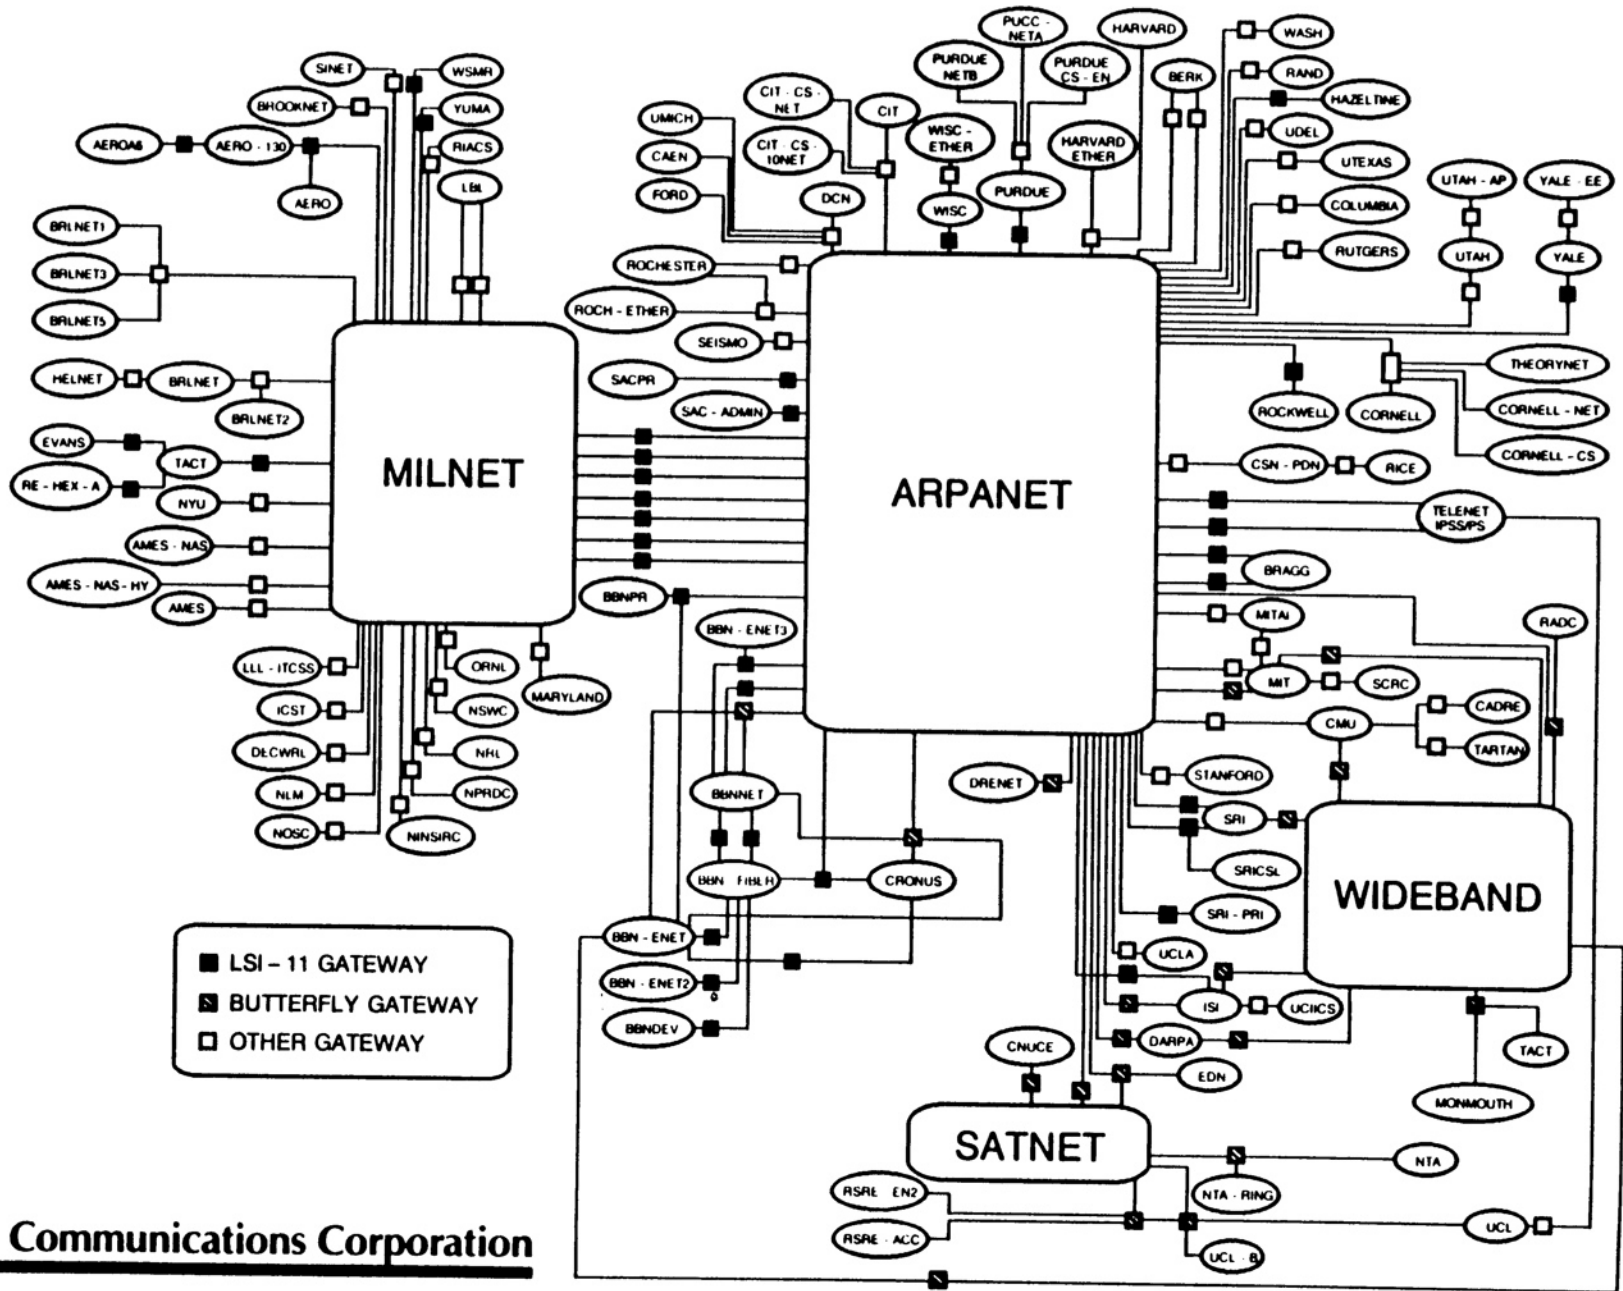 PUCC -
NETA
HARVARD
WASH
SINET
WSMR
PURDUE
NETB
PURDUE
CS - EN
BERK
RAND
BROOKNET
YUMA
CIT - CS -
NET
CIT
HAZELTINE
UMICH
WISC -
ETHER
UDEL
AEROA6
AERO - 130
RIACS
CAEN
CIT - CS -
10NET
HARVARD
ETHER
UTEXAS
LBL
FORD
DCN
WISC
PURDUE
UTAH - AP
YALE - EE
AERO
COLUMBIA
BRLNET1
RUTGERS
ROCHESTER
UTAH
YALE
BRLNET3
ROCH - ETHER
BRLNET5
SEISMO
HELNET
BRLNET
SACPR
THEORYNET
BRLNET2
SAC - ADMIN
ROCKWELL
CORNELL
CORNELL - NET
EVANS
TACT
CORNELL - CS
RE - HEX - A
MILNET
ARPANET
CSN - PDN
RICE
NYU
TELENET
IPSS/PS
AMES - NAS
BRAGG
AMES - NAS - HY
BBNPR
AMES
MITAI
RADC
BBN - ENET3
LLL - ITCSS
ORNL
MARYLAND
MIT
SCRC
ICST
NSWC
CADRE
CMU
DECWRL
NRL
TARTAN
NLM
NPRDC
BBNNET
DRENET
STANFORD
NOSC
NINSIRC
SRI
BBN FIBER
CRONUS
SRICSL
WIDEBAND
SRI - PRI
BBN - ENET
UCLA
LSI - 11 GATEWAY
BUTTERFLY GATEWAY
OTHER GATEWAY
BBN - ENET2
ISI
UCIICS
BBNDEV
CNUCE
DARPA
TACT
EDN
MONMOUTH
SATNET
NTA
RSRE EN2
NTA - RING
RSRE - ACC
UCL
UCL - B
Communications Corporation